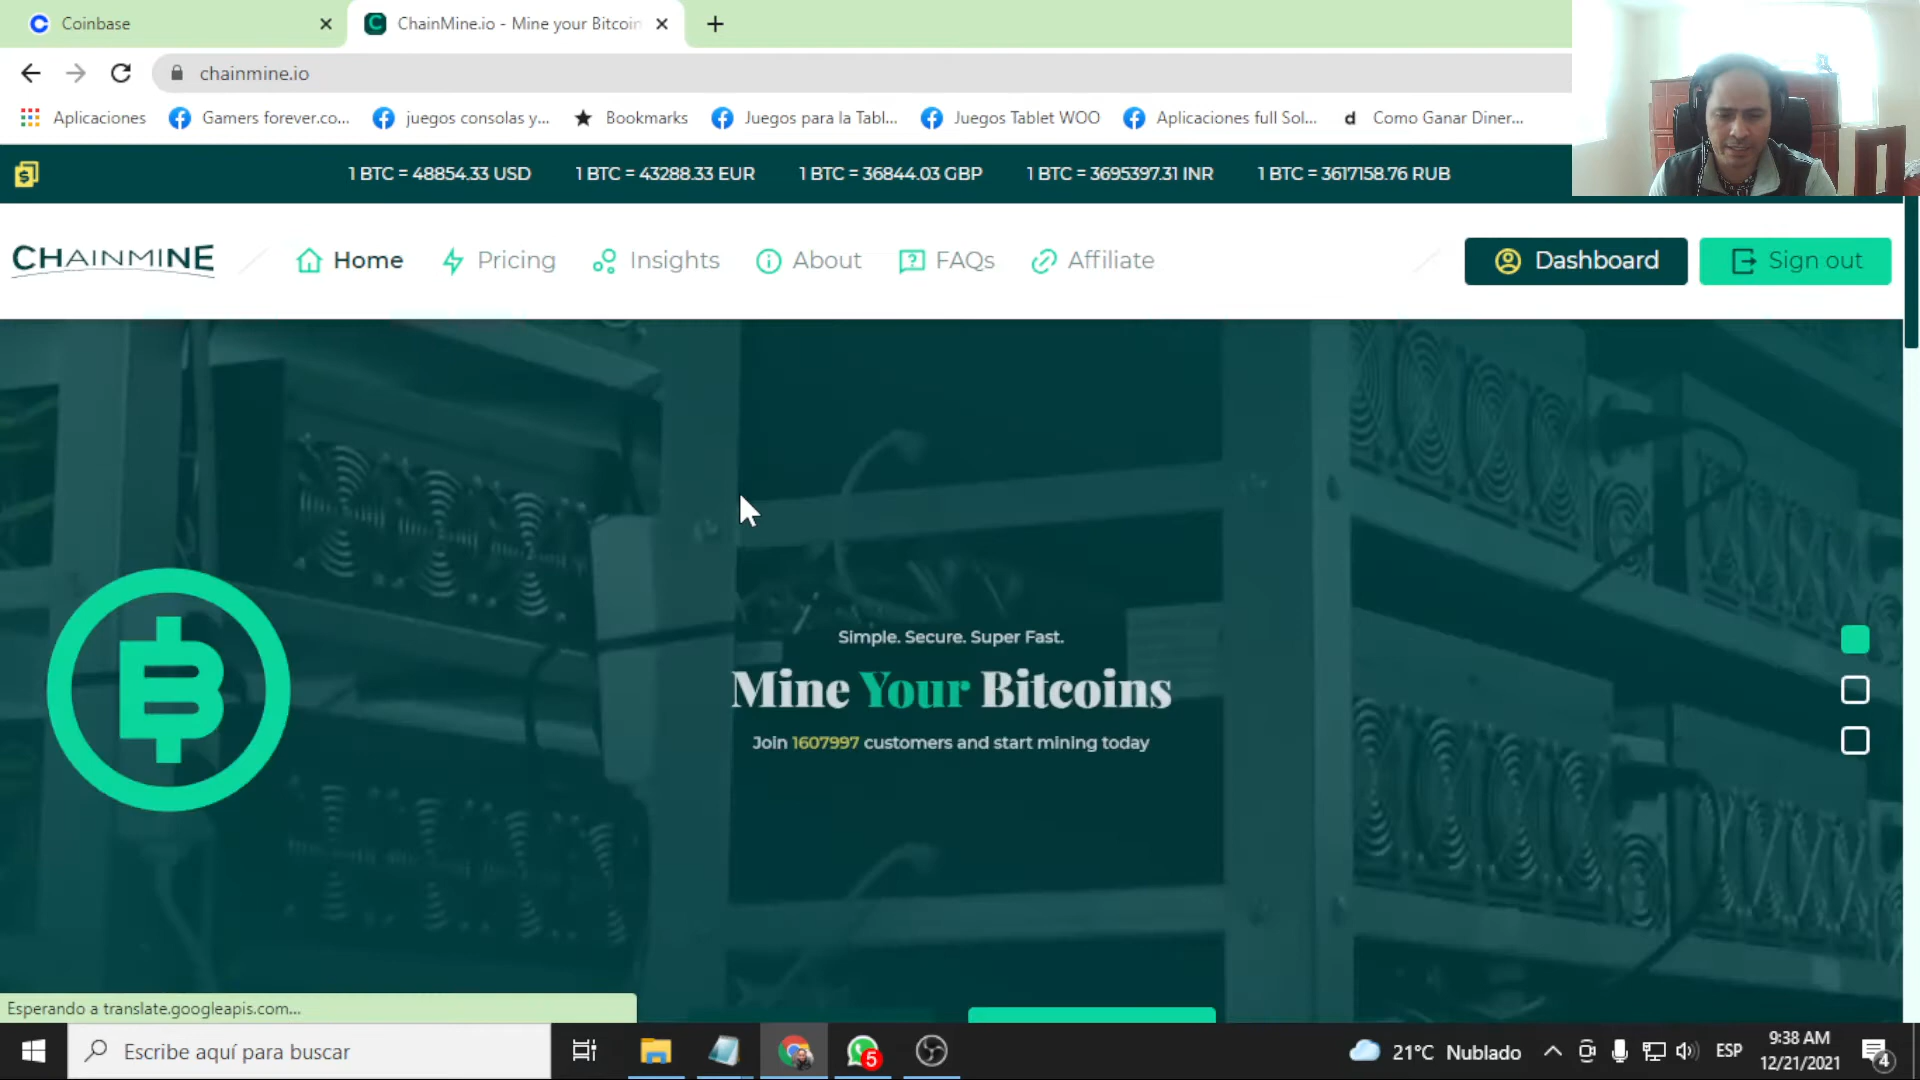 Coinbase
ChainMine.io - Mine your Bitcoin
chainmine.io
Aplicaciones
Gamers forever.co...
juegos consolas y...
Bookmarks
Juegos para la Tabl...
Juegos Tablet WOO
Aplicaciones full Sol...
d Como Ganar Diner...
1 BTC = 48854.33 USD
1 BTC = 43288.33 EUR
1 BTC = 36844.03 GBP
1 BTC = 3695397.31 INR
1 BTC = 3617158.76 RUB
CHAINMINE
Home
Pricing
Insights
About
FAQs
Affiliate
Dashboard
Sign out
Simple. Secure. Super Fast.
Mine Your Bitcoins
Join 1607997 customers and start mining today
Esperando a translate.googleapis.com...
Escribe aquí para buscar
5
21°C Nublado
ESP
9:38 AM
12/21/2021
4